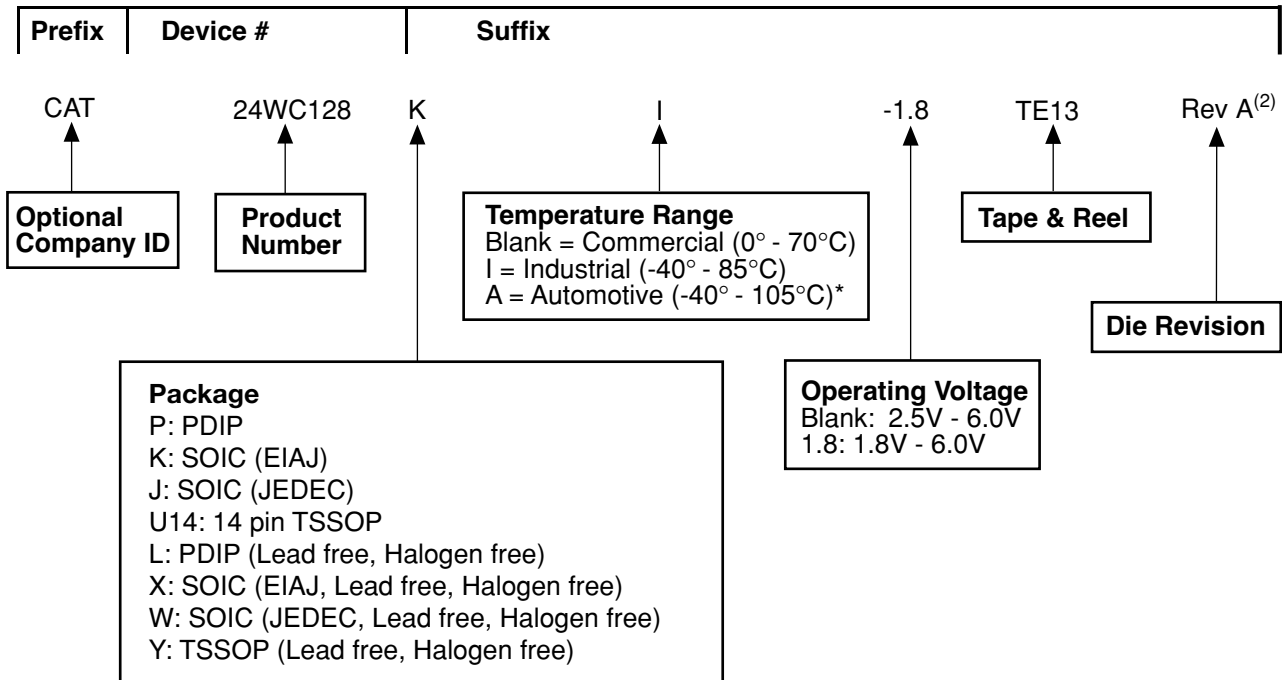 Prefix Device # Suffix
CAT 24WC128 K I -1.8 TE13 Rev A(2)
Optional
Company ID
Product
Number
Temperature Range
Blank = Commercial (0° - 70°C)
I = Industrial (-40° - 85°C)
A = Automotive (-40° - 105°C)*
Tape & Reel
Die Revision
Package
P: PDIP
K: SOIC (EIAJ)
J: SOIC (JEDEC)
U14: 14 pin TSSOP
L: PDIP (Lead free, Halogen free)
X: SOIC (EIAJ, Lead free, Halogen free)
W: SOIC (JEDEC, Lead free, Halogen free)
Y: TSSOP (Lead free, Halogen free)
Operating Voltage
Blank: 2.5V - 6.0V
1.8: 1.8V - 6.0V